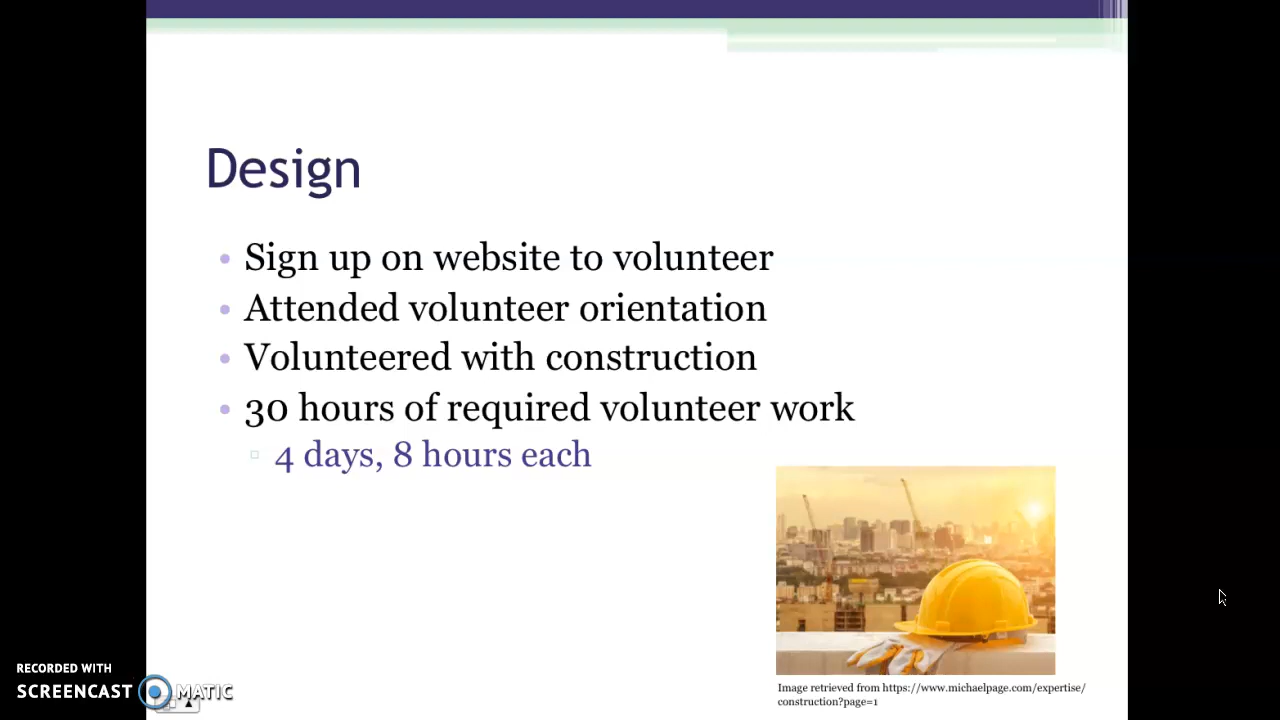 Design
Sign up on website to volunteer
Attended volunteer orientation
Volunteered with construction
30 hours of required volunteer work
4 days, 8 hours each
Image retrieved from https://www.michaelpage.com/expertise/
construction?page=1
RECORDED WITH
SCREENCAST MATIC